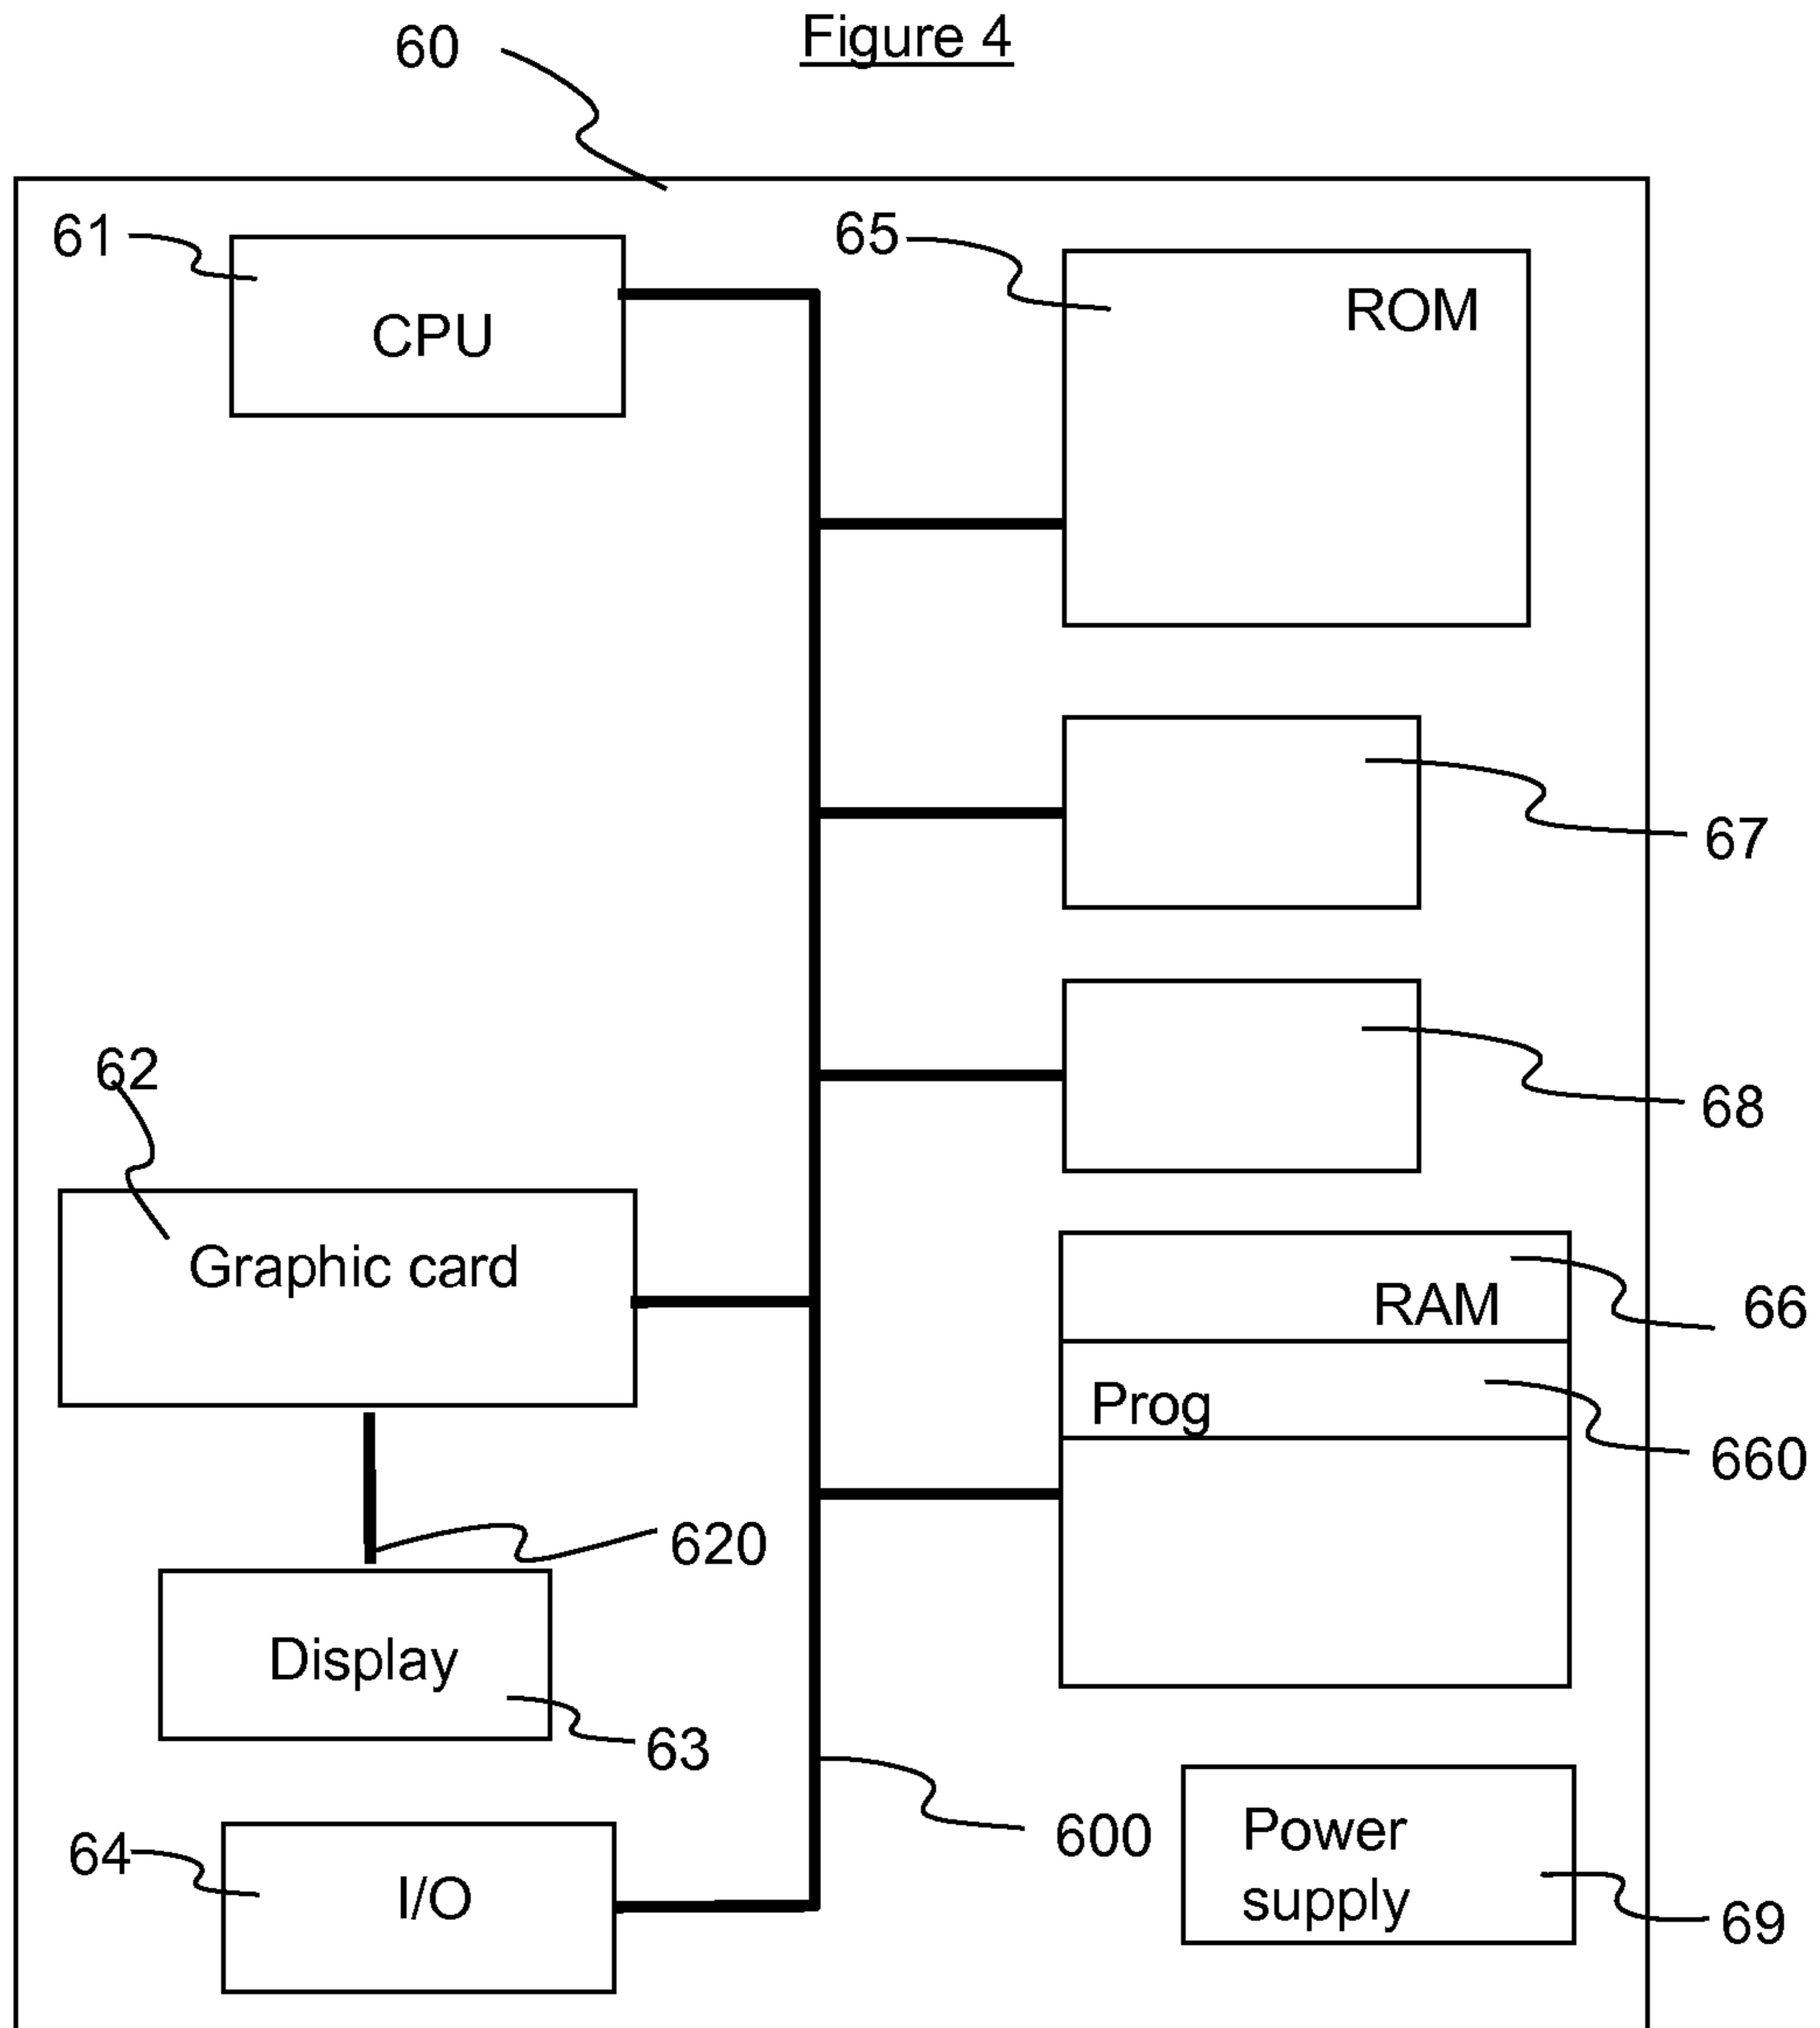 Figure 4
60
61
CPU
65
ROM
67
68
62
Graphic card
RAM
66
Prog
660
620
Display
63
600
64
I/O
Power
supply
69